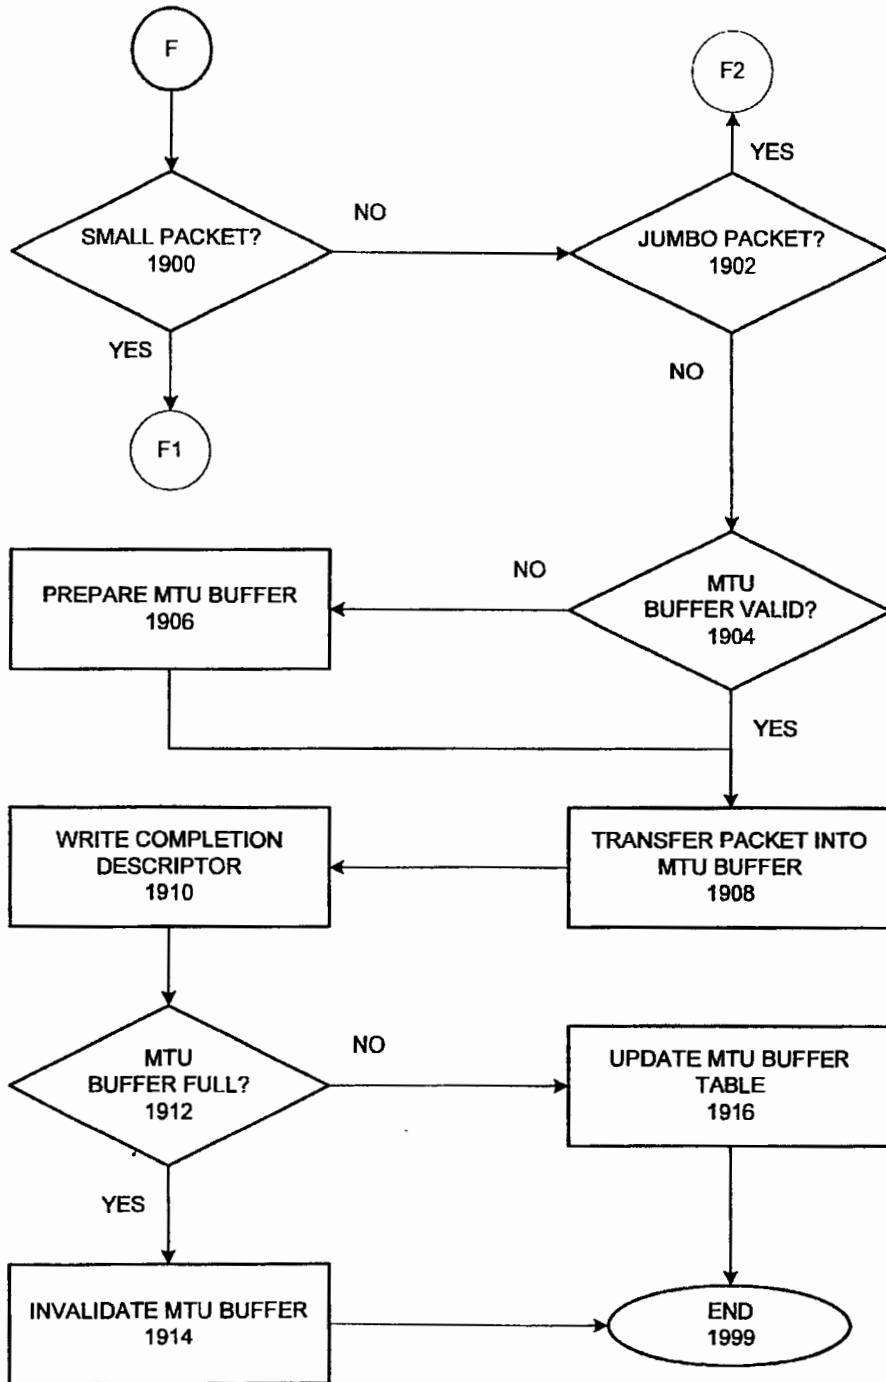 F
F2
YES
SMALL PACKET?
1900
NO
JUMBO PACKET?
1902
YES
NO
F1
PREPARE MTU BUFFER
1906
NO
MTU
BUFFER VALID?
1904
YES
WRITE COMPLETION
DESCRIPTOR
1910
TRANSFER PACKET INTO
MTU BUFFER
1908
MTU
BUFFER FULL?
1912
NO
UPDATE MTU BUFFER
TABLE
1916
YES
INVALIDATE MTU BUFFER
1914
END
1999